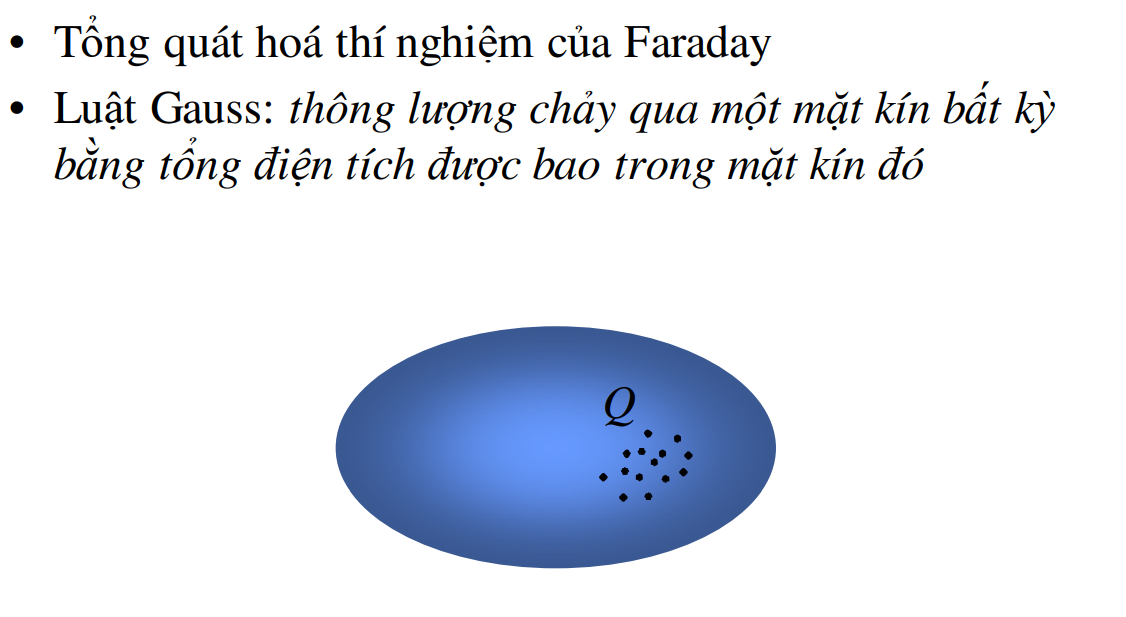 • Tổng quát hoá thí nghiệm của Faraday
• Luật Gauss: thông lượng chảy qua một mặt kín bất kỳ
bằng tổng điện tích được bao trong mặt kín đó
Q